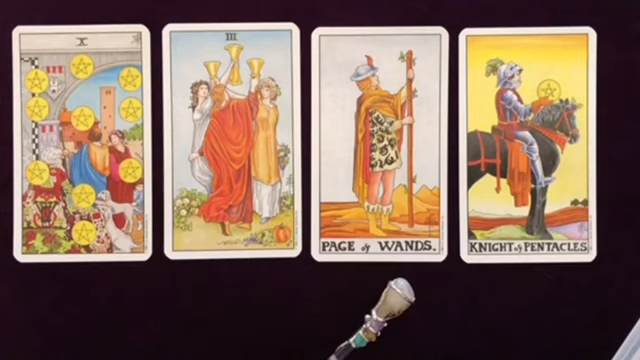 X
III
PAGE of WANDS.
KNIGHT of PENTACLES.